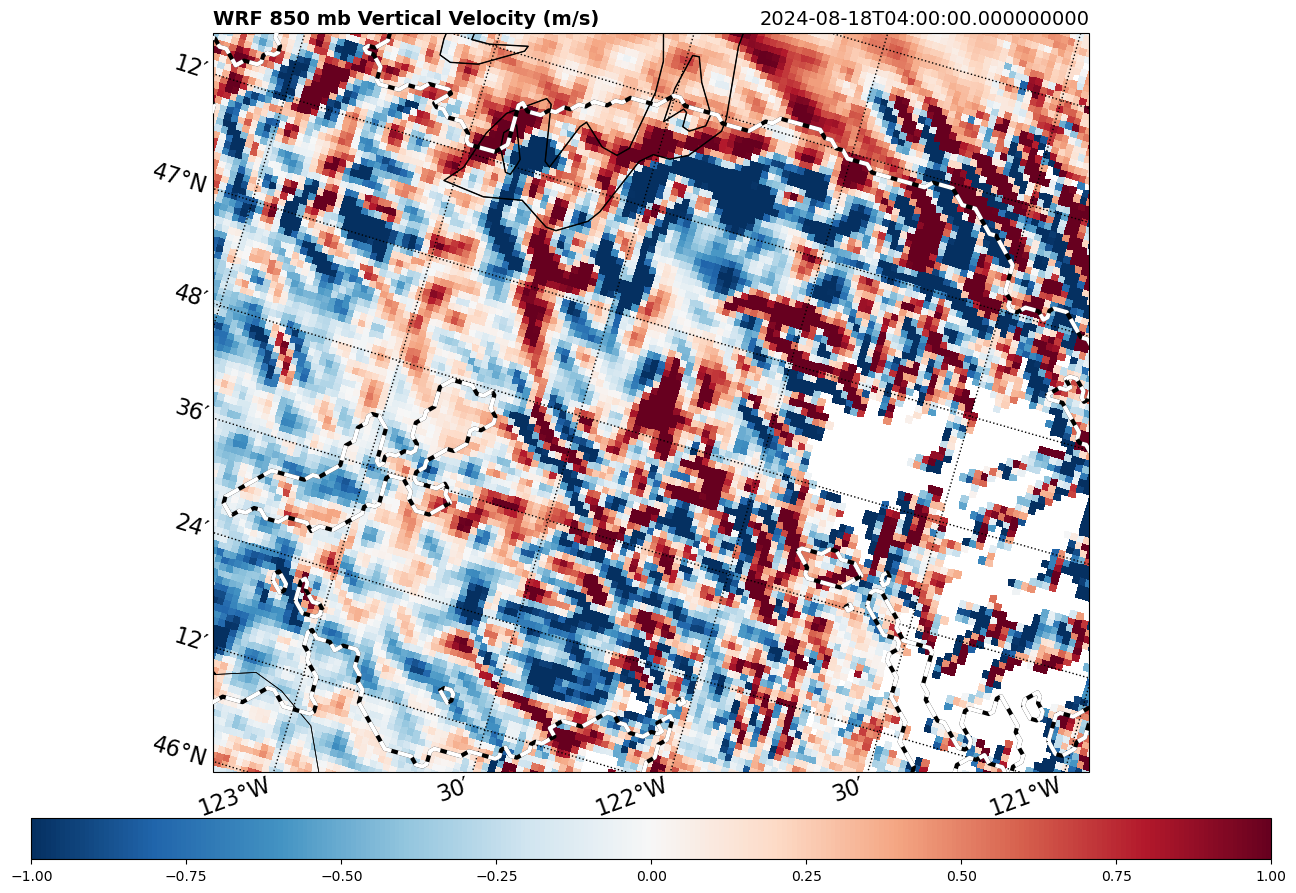 WRF 850 mb Vertical Velocity (m/s) 2024-08-18T04:00:00.000000000
12′
47°N
48′
36′
24′
12′
46°N
123°W 30′ 122°W 30′ 121°W
−1.00 −0.75 −0.50 −0.25 0.00 0.25 0.50 0.75 1.00